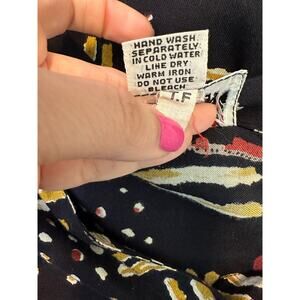 HAND WASH
SEPARATELY
IN COLD WATER
LINE DRY
WARM IRON
DO NOT USE
BLEACH
T.F